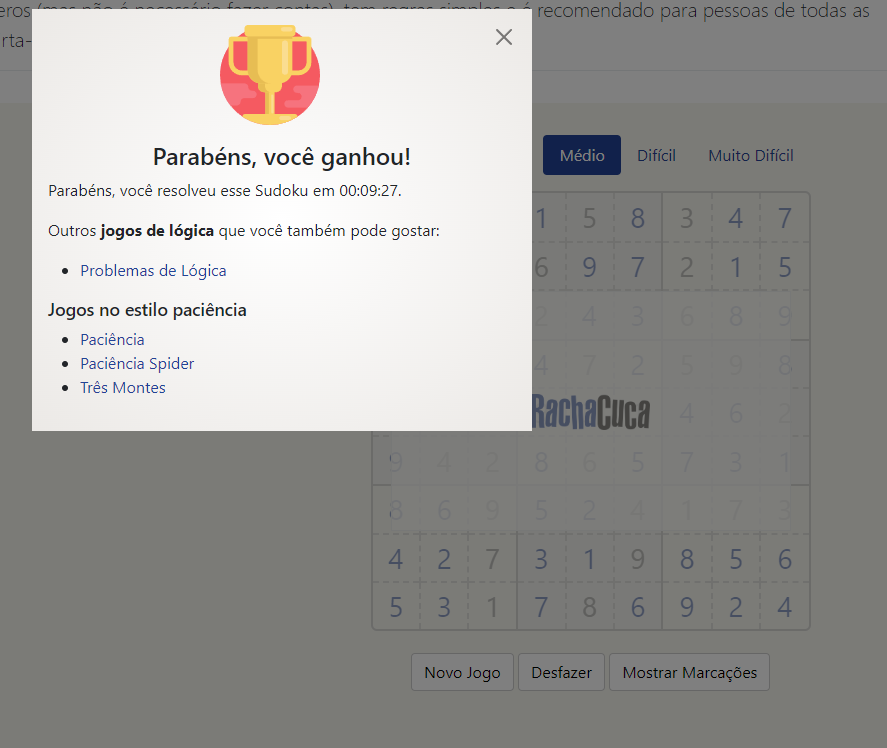 eros (mas não é necessário fazer contas), tem regras simples e é recomendado para pessoas de todas as
rta-
Parabéns, você ganhou!
Parabéns, você resolveu esse Sudoku em 00:09:27.
Outros jogos de lógica que você também pode gostar:
Problemas de Lógica
Jogos no estilo paciência
Paciência
Paciência Spider
Três Montes
Médio Difícil Muito Difícil
1 5 8 3 4 7
6 9 7 2 1 5
2 4 3 6 8 9
4 7 2 5 9 8
RachaCuca 4 6 2
9 4 2 8 6 5 7 3 1
8 6 9 5 2 4 1 7 3
4 2 7 3 1 9 8 5 6
5 3 1 7 8 6 9 2 4
Novo Jogo Desfazer Mostrar Marcações